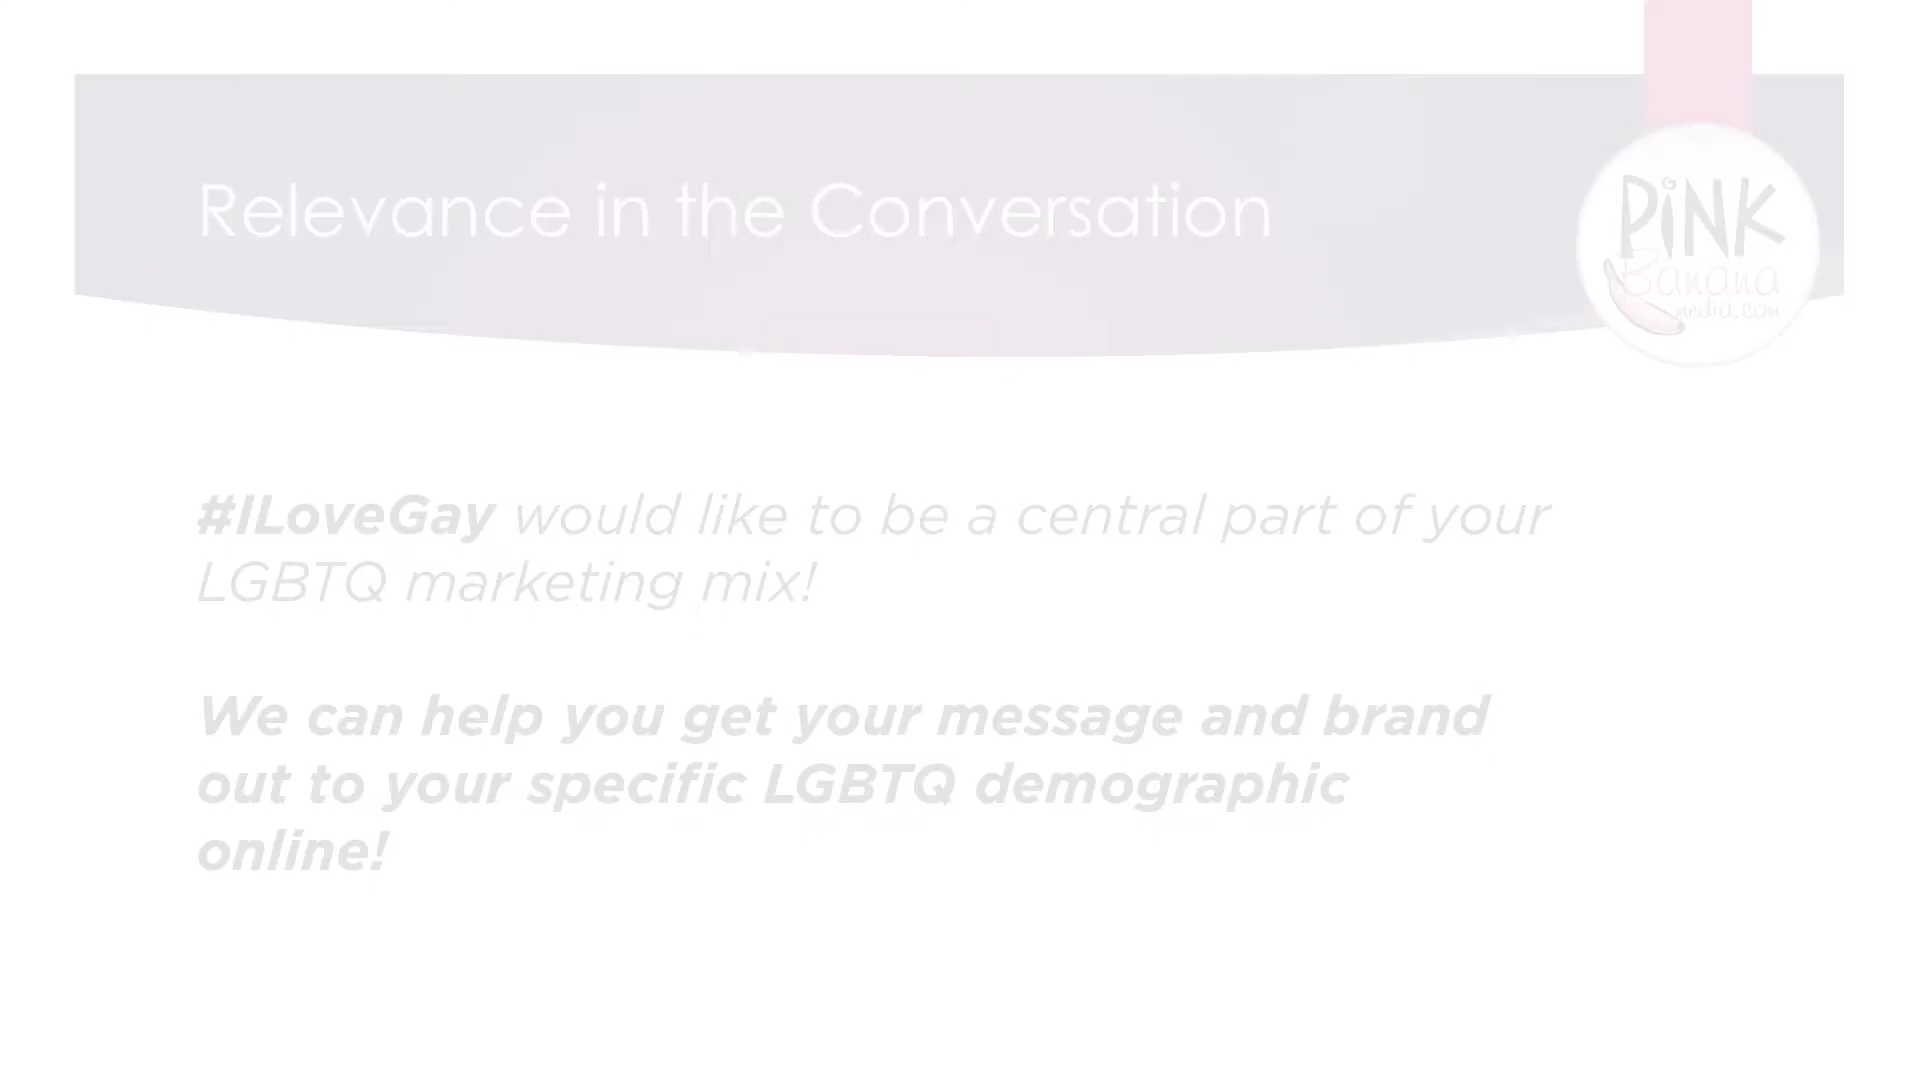 Relevance in the Conversation
PiNK
Banana
media.com
#ILoveGay would like to be a central part of your
LGBTQ marketing mix!
We can help you get your message and brand
out to your specific LGBTQ demographic
online!